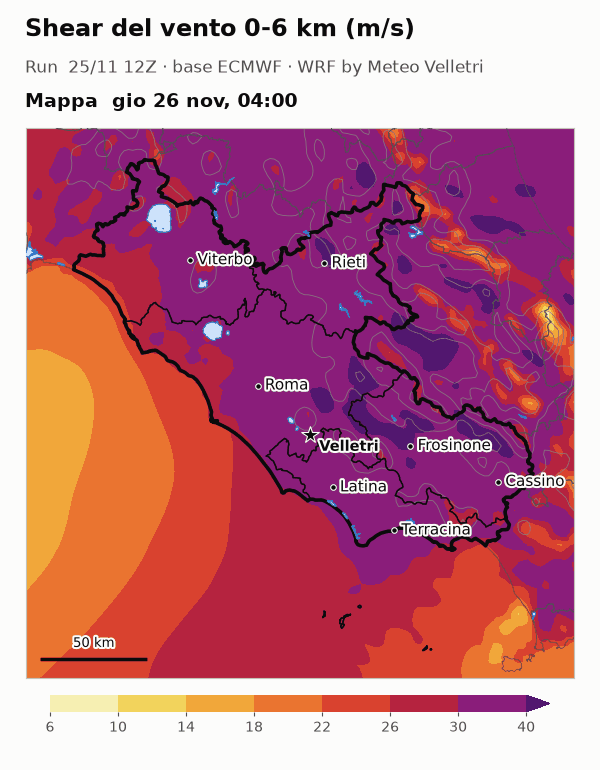 Shear del vento 0-6 km (m/s)
Run  25/11 12Z · base ECMWF · WRF by Meteo Velletri
Mappa  gio 26 nov, 04:00
Viterbo
Rieti
Roma
Velletri
Frosinone
Cassino
Latina
Terracina
50 km
6 10 14 18 22 26 30 40